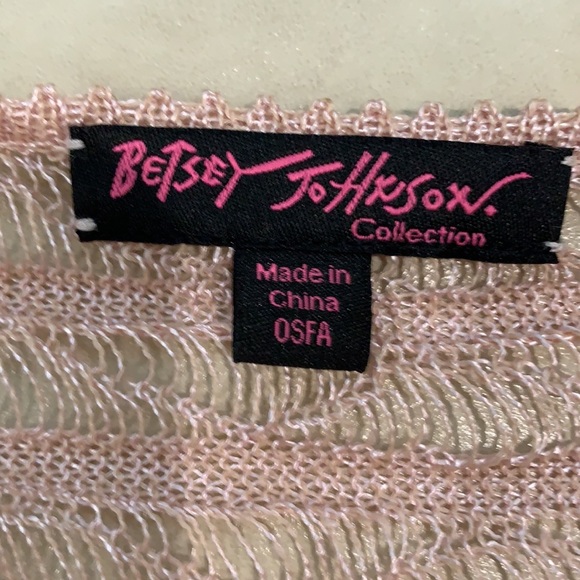 BETSEY JOHNSON.
Collection
Made in
China
OSFA